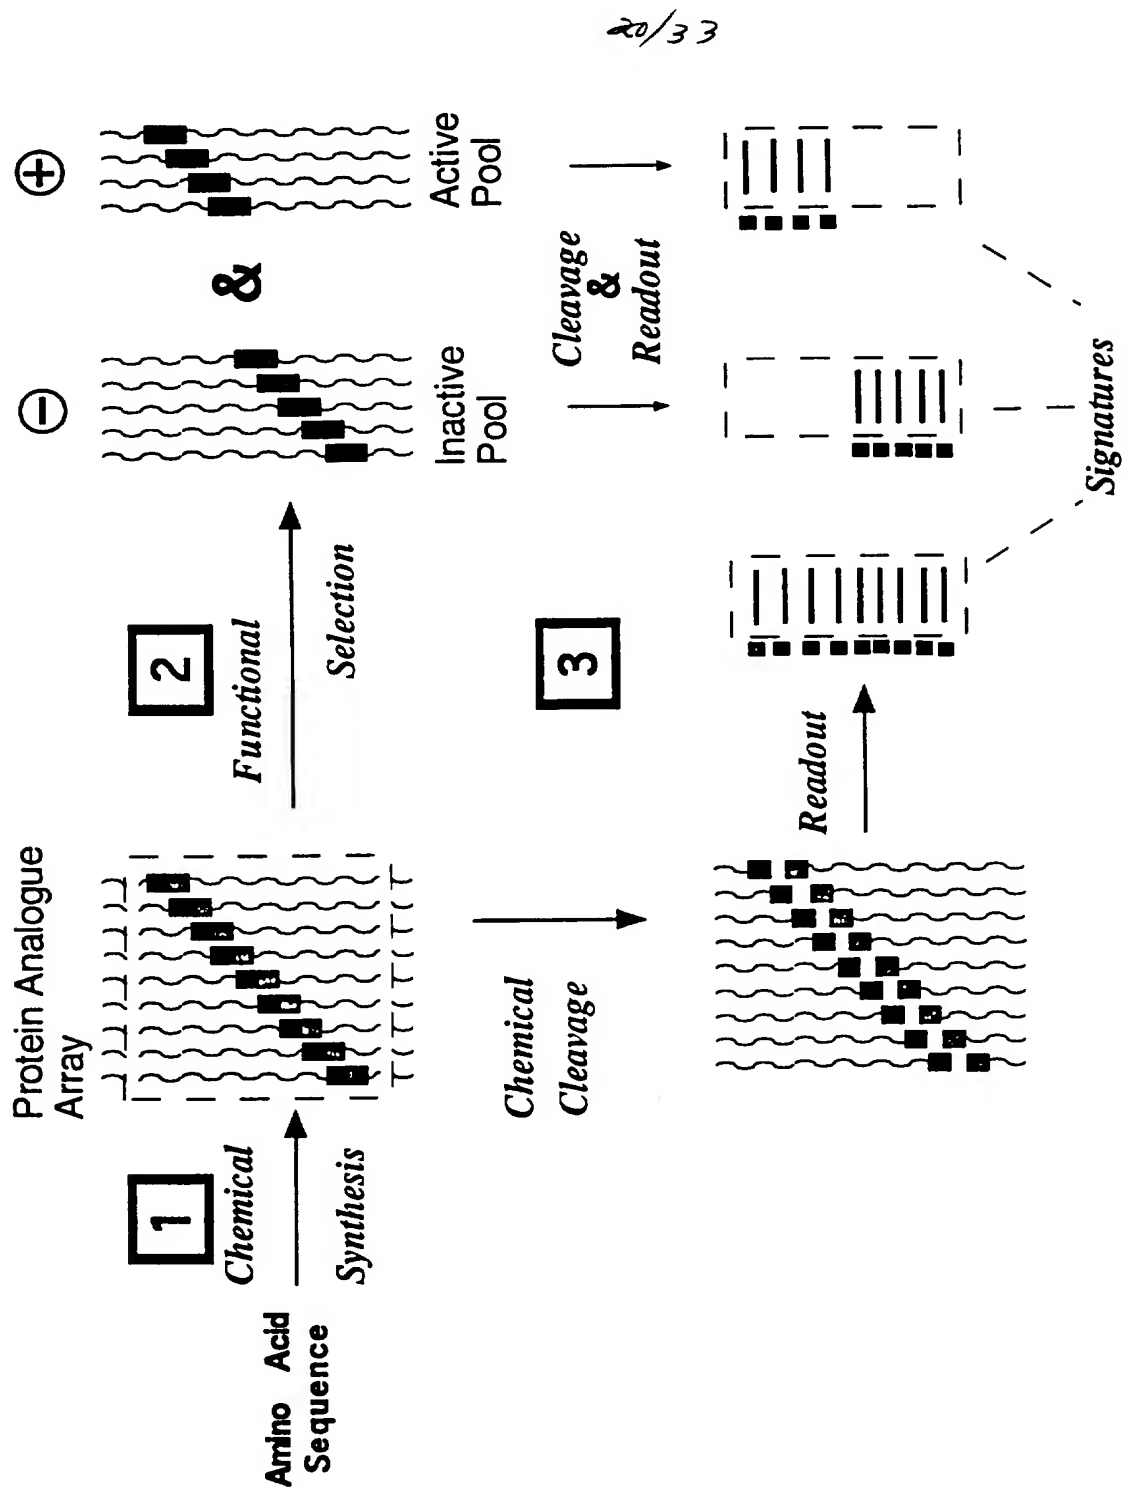 20/33
Amino Acid
Sequence
1
Chemical
Synthesis
Protein Analogue
Array
2
Functional
Selection
−
Inactive
Pool
&
+
Active
Pool
Chemical
Cleavage
3
Readout
Cleavage
&
Readout
Signatures